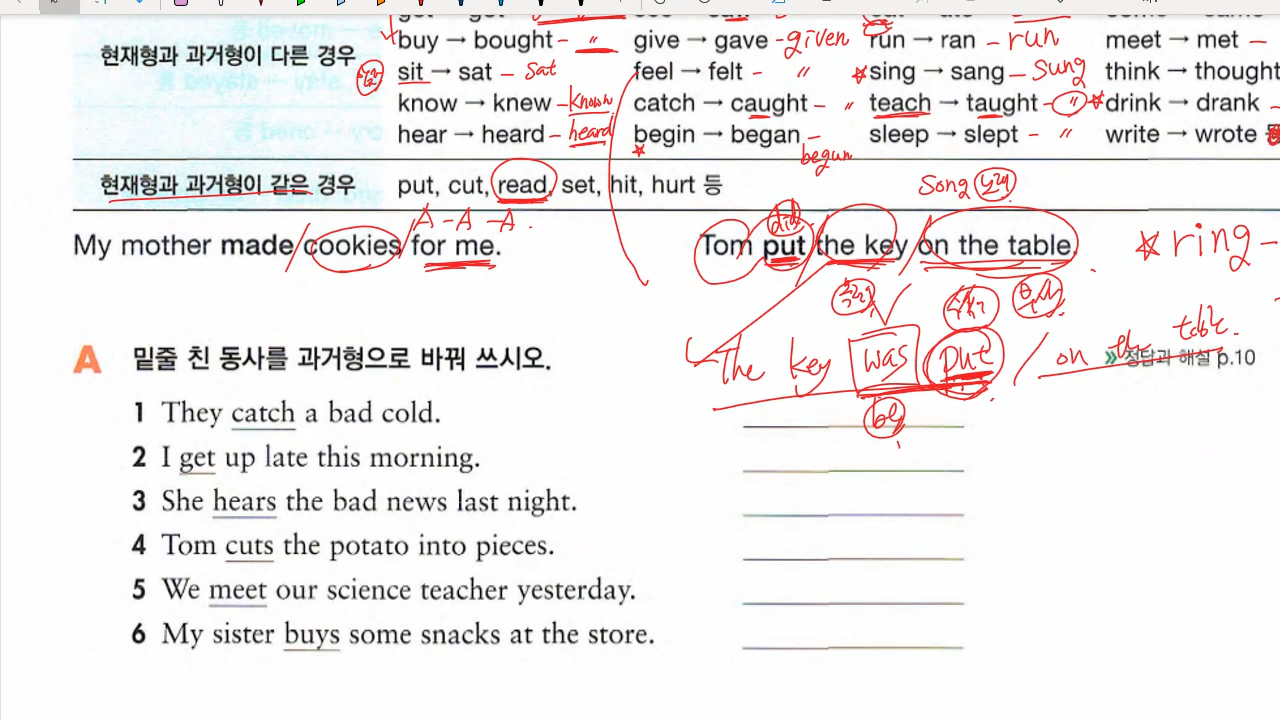 현재형과 과거형이 다른 경우
buy → bought - 〃 give → gave - given run → ran - run meet → met -
sit → sat - sat feel → felt - 〃 sing → sang - sung think → thought
know → knew - known catch → caught - 〃 teach → taught - 〃 drink → drank -
hear → heard - heard begin → began - begun sleep → slept - 〃 write → wrote 등
현재형과 과거형이 같은 경우 put, cut, read, set, hit, hurt 등
Song 노래
A - A - A.
did
My mother made / cookies / for me. Tom put / the key / on the table.
ring -
The key was put / on the table.
be
A 밑줄 친 동사를 과거형으로 바꿔 쓰시오.
» 정답과 해설 p.10
1 They catch a bad cold.
2 I get up late this morning.
3 She hears the bad news last night.
4 Tom cuts the potato into pieces.
5 We meet our science teacher yesterday.
6 My sister buys some snacks at the store.